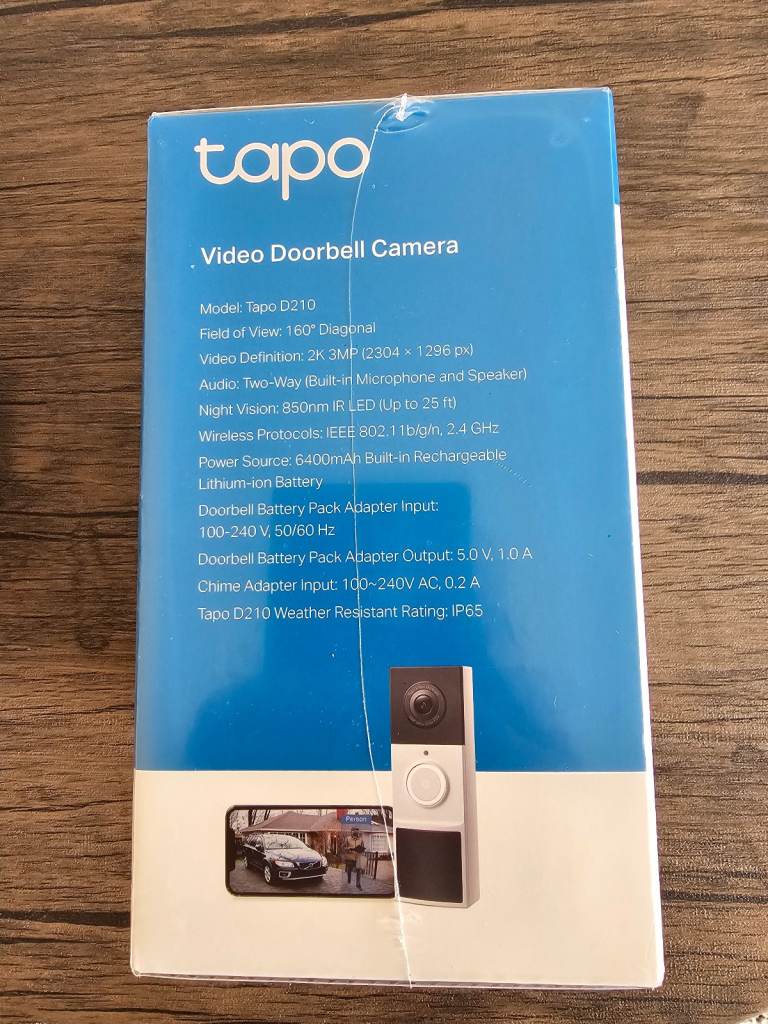 tapo
Video Doorbell Camera
Model: Tapo D210
Field of View: 160° Diagonal
Video Definition: 2K 3MP (2304 × 1296 px)
Audio: Two-Way (Built-in Microphone and Speaker)
Night Vision: 850nm IR LED (Up to 25 ft)
Wireless Protocols: IEEE 802.11b/g/n, 2.4 GHz
Power Source: 6400mAh Built-in Rechargeable
Lithium-ion Battery
Doorbell Battery Pack Adapter Input:
100-240 V, 50/60 Hz
Doorbell Battery Pack Adapter Output: 5.0 V, 1.0 A
Chime Adapter Input: 100~240V AC, 0.2 A
Tapo D210 Weather Resistant Rating: IP65
Person